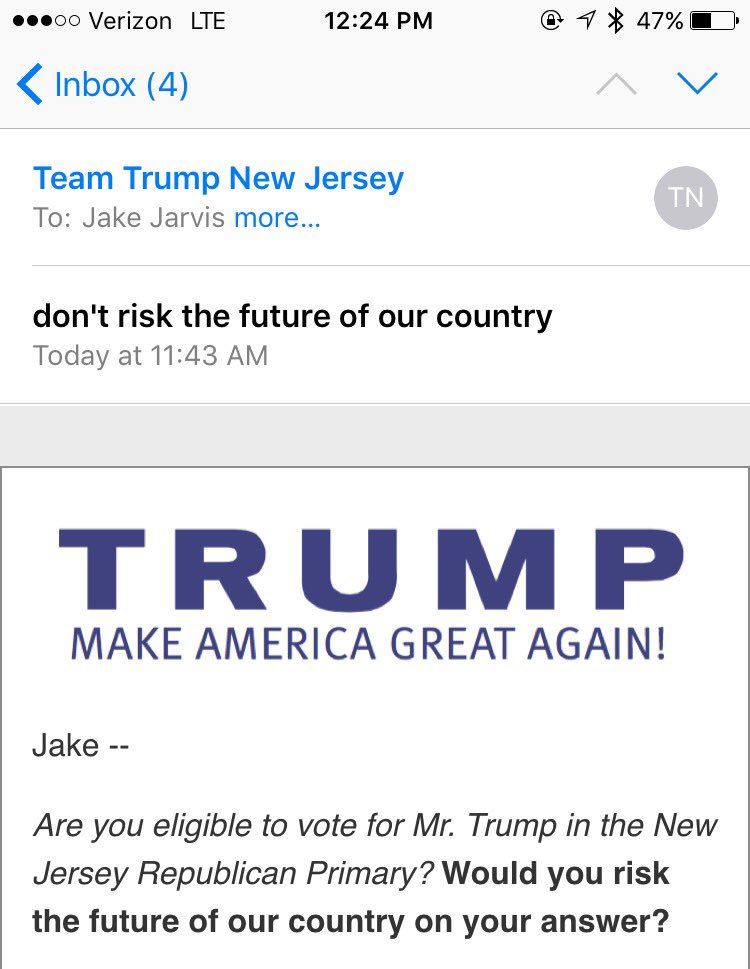 Verizon LTE 12:24 PM 47%
Inbox (4)
Team Trump New Jersey
TN
To: Jake Jarvis more...
don't risk the future of our country
Today at 11:43 AM
TRUMP
MAKE AMERICA GREAT AGAIN!
Jake --
Are you eligible to vote for Mr. Trump in the New
Jersey Republican Primary? Would you risk
the future of our country on your answer?